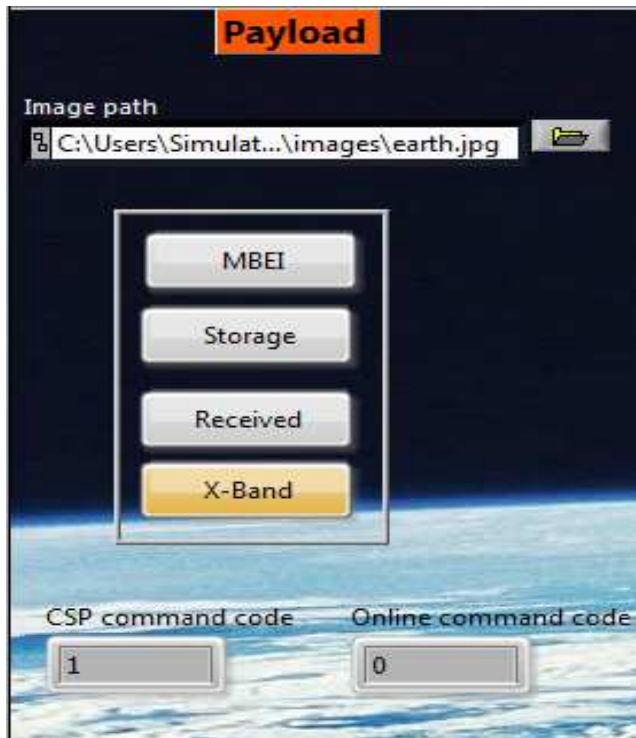 Payload
Image path
C:\Users\Simulat...\images\earth.jpg
MBEI
Storage
Received
X-Band
CSP command code Online command code
1 0